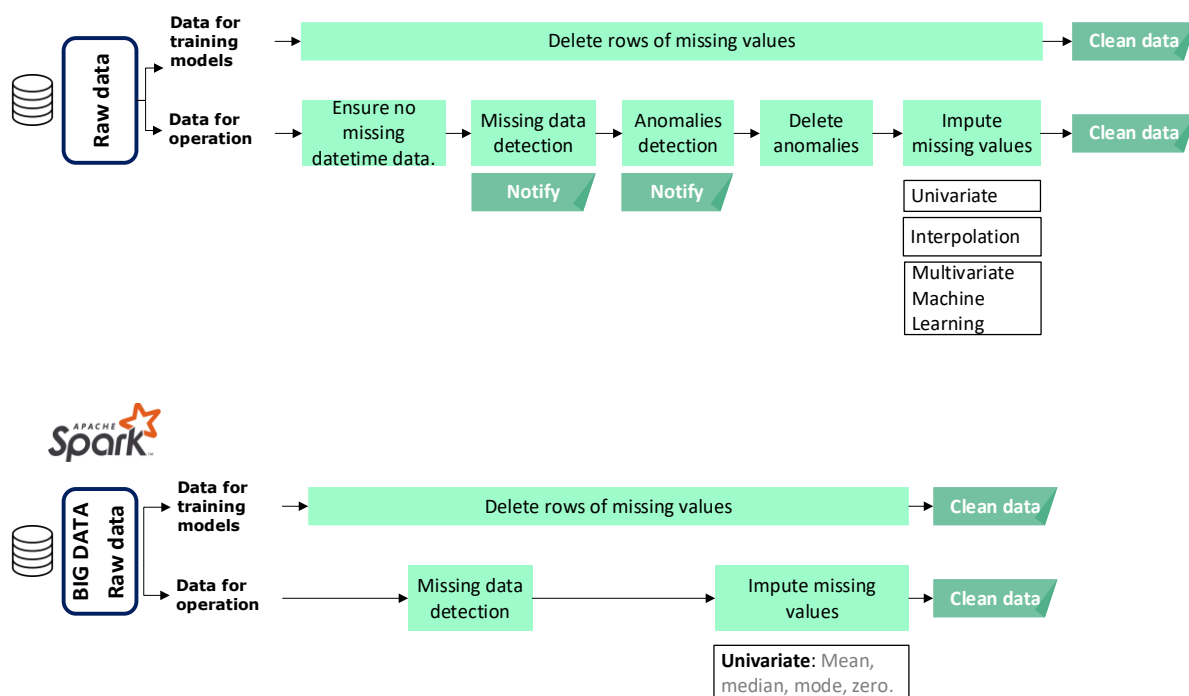 Data for
training
models
Delete rows of missing values
Clean data
Raw data
Data for
operation
Ensure no
missing
datetime data.
Missing data
detection
Anomalies
detection
Delete
anomalies
Impute
missing values
Clean data
Notify
Notify
Univariate
Interpolation
Multivariate
Machine
Learning
APACHE
Spark™
BIG DATA
Raw data
Data for
training
models
Delete rows of missing values
Clean data
Data for
operation
Missing data
detection
Impute missing
values
Clean data
Univariate: Mean,
median, mode, zero.